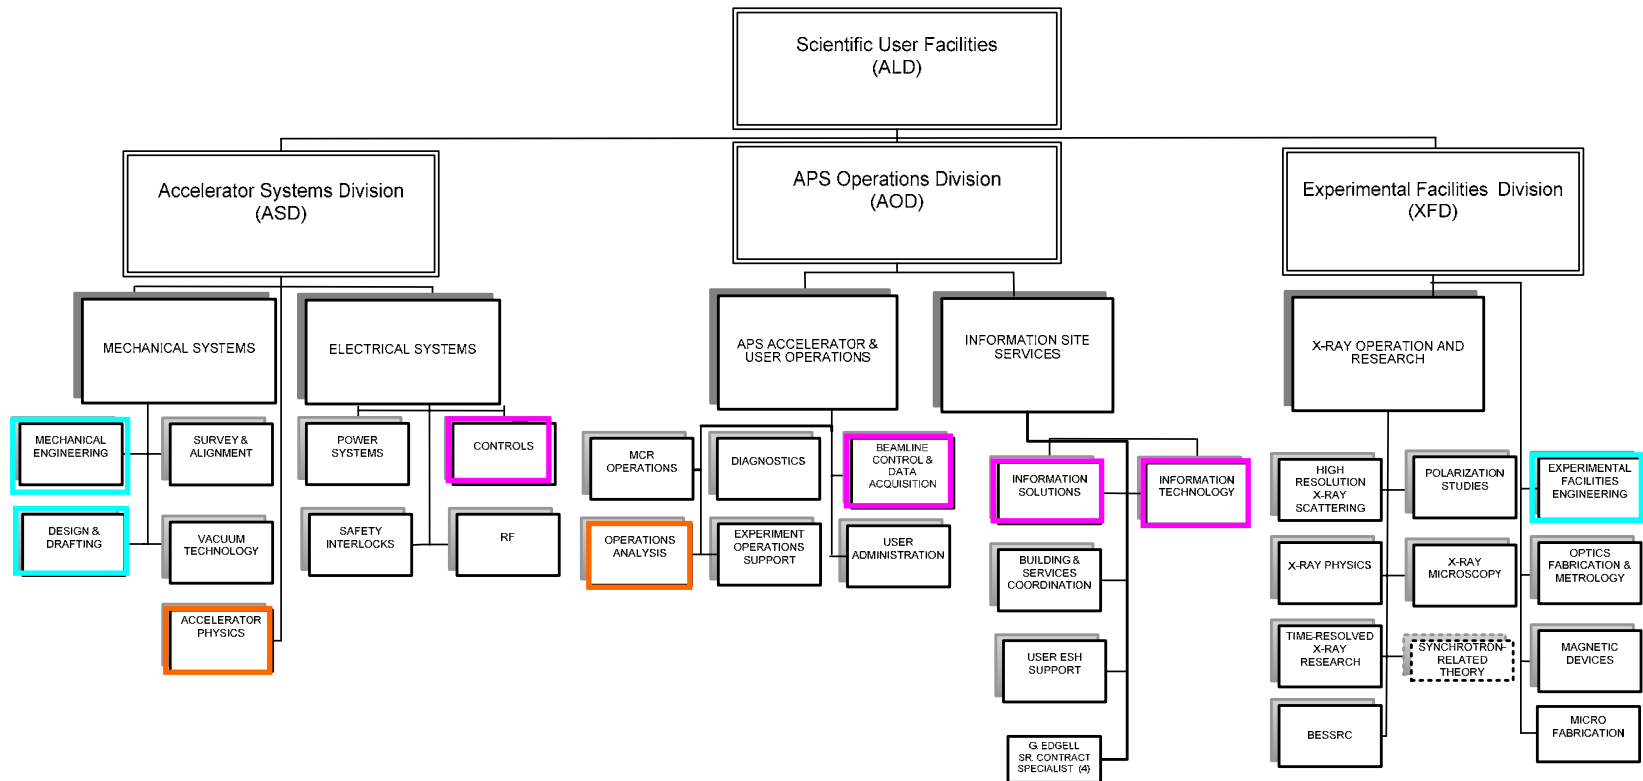 Scientific User Facilities
(ALD)
Accelerator Systems Division
(ASD)
APS Operations Division
(AOD)
Experimental Facilities Division
(XFD)
MECHANICAL SYSTEMS
ELECTRICAL SYSTEMS
APS ACCELERATOR &
USER OPERATIONS
INFORMATION SITE
SERVICES
X-RAY OPERATION AND
RESEARCH
MECHANICAL
ENGINEERING
SURVEY &
ALIGNMENT
POWER
SYSTEMS
CONTROLS
MCR
OPERATIONS
DIAGNOSTICS
BEAMLINE
CONTROL &
DATA
ACQUISITION
INFORMATION
SOLUTIONS
INFORMATION
TECHNOLOGY
HIGH
RESOLUTION
X-RAY
SCATTERING
POLARIZATION
STUDIES
EXPERIMENTAL
FACILITIES
ENGINEERING
DESIGN &
DRAFTING
VACUUM
TECHNOLOGY
SAFETY
INTERLOCKS
RF
OPERATIONS
ANALYSIS
EXPERIMENT
OPERATIONS
SUPPORT
USER
ADMINISTRATION
BUILDING &
SERVICES
COORDINATION
X-RAY PHYSICS
X-RAY
MICROSCOPY
OPTICS
FABRICATION &
METROLOGY
ACCELERATOR
PHYSICS
USER ESH
SUPPORT
TIME-RESOLVED
X-RAY
RESEARCH
SYNCHROTRON-
RELATED
THEORY
MAGNETIC
DEVICES
G. EDGELL
SR. CONTRACT
SPECIALIST (4)
BESSRC
MICRO
FABRICATION